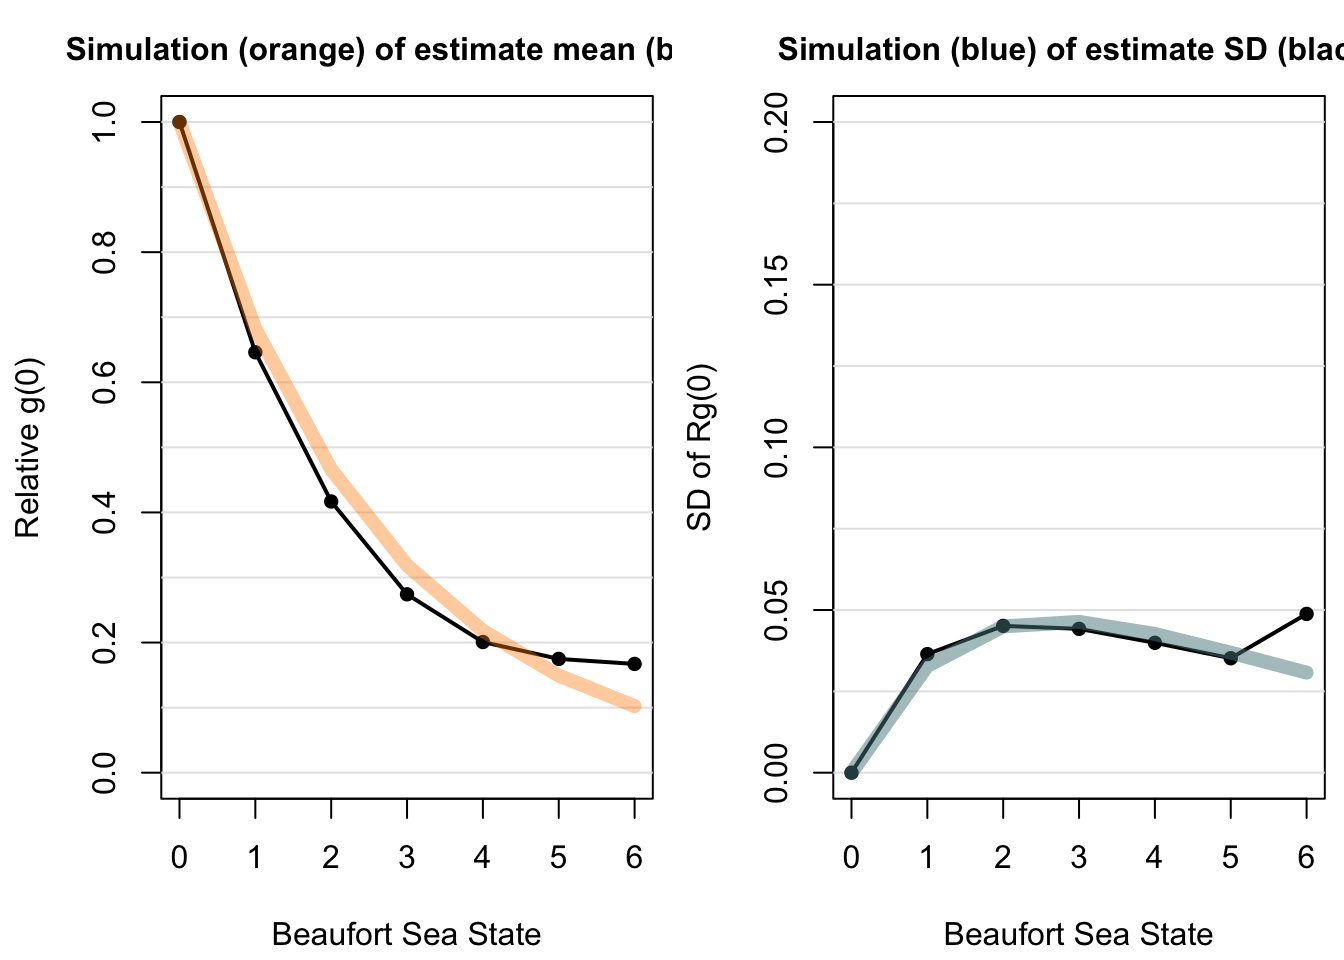 Simulation (orange) of estimate mean (b
Relative g(0)
1.0
0.8
0.6
0.4
0.2
0.0
0 1 2 3 4 5 6
Beaufort Sea State
Simulation (blue) of estimate SD (blac
SD of Rg(0)
0.20
0.15
0.10
0.05
0.00
0 1 2 3 4 5 6
Beaufort Sea State